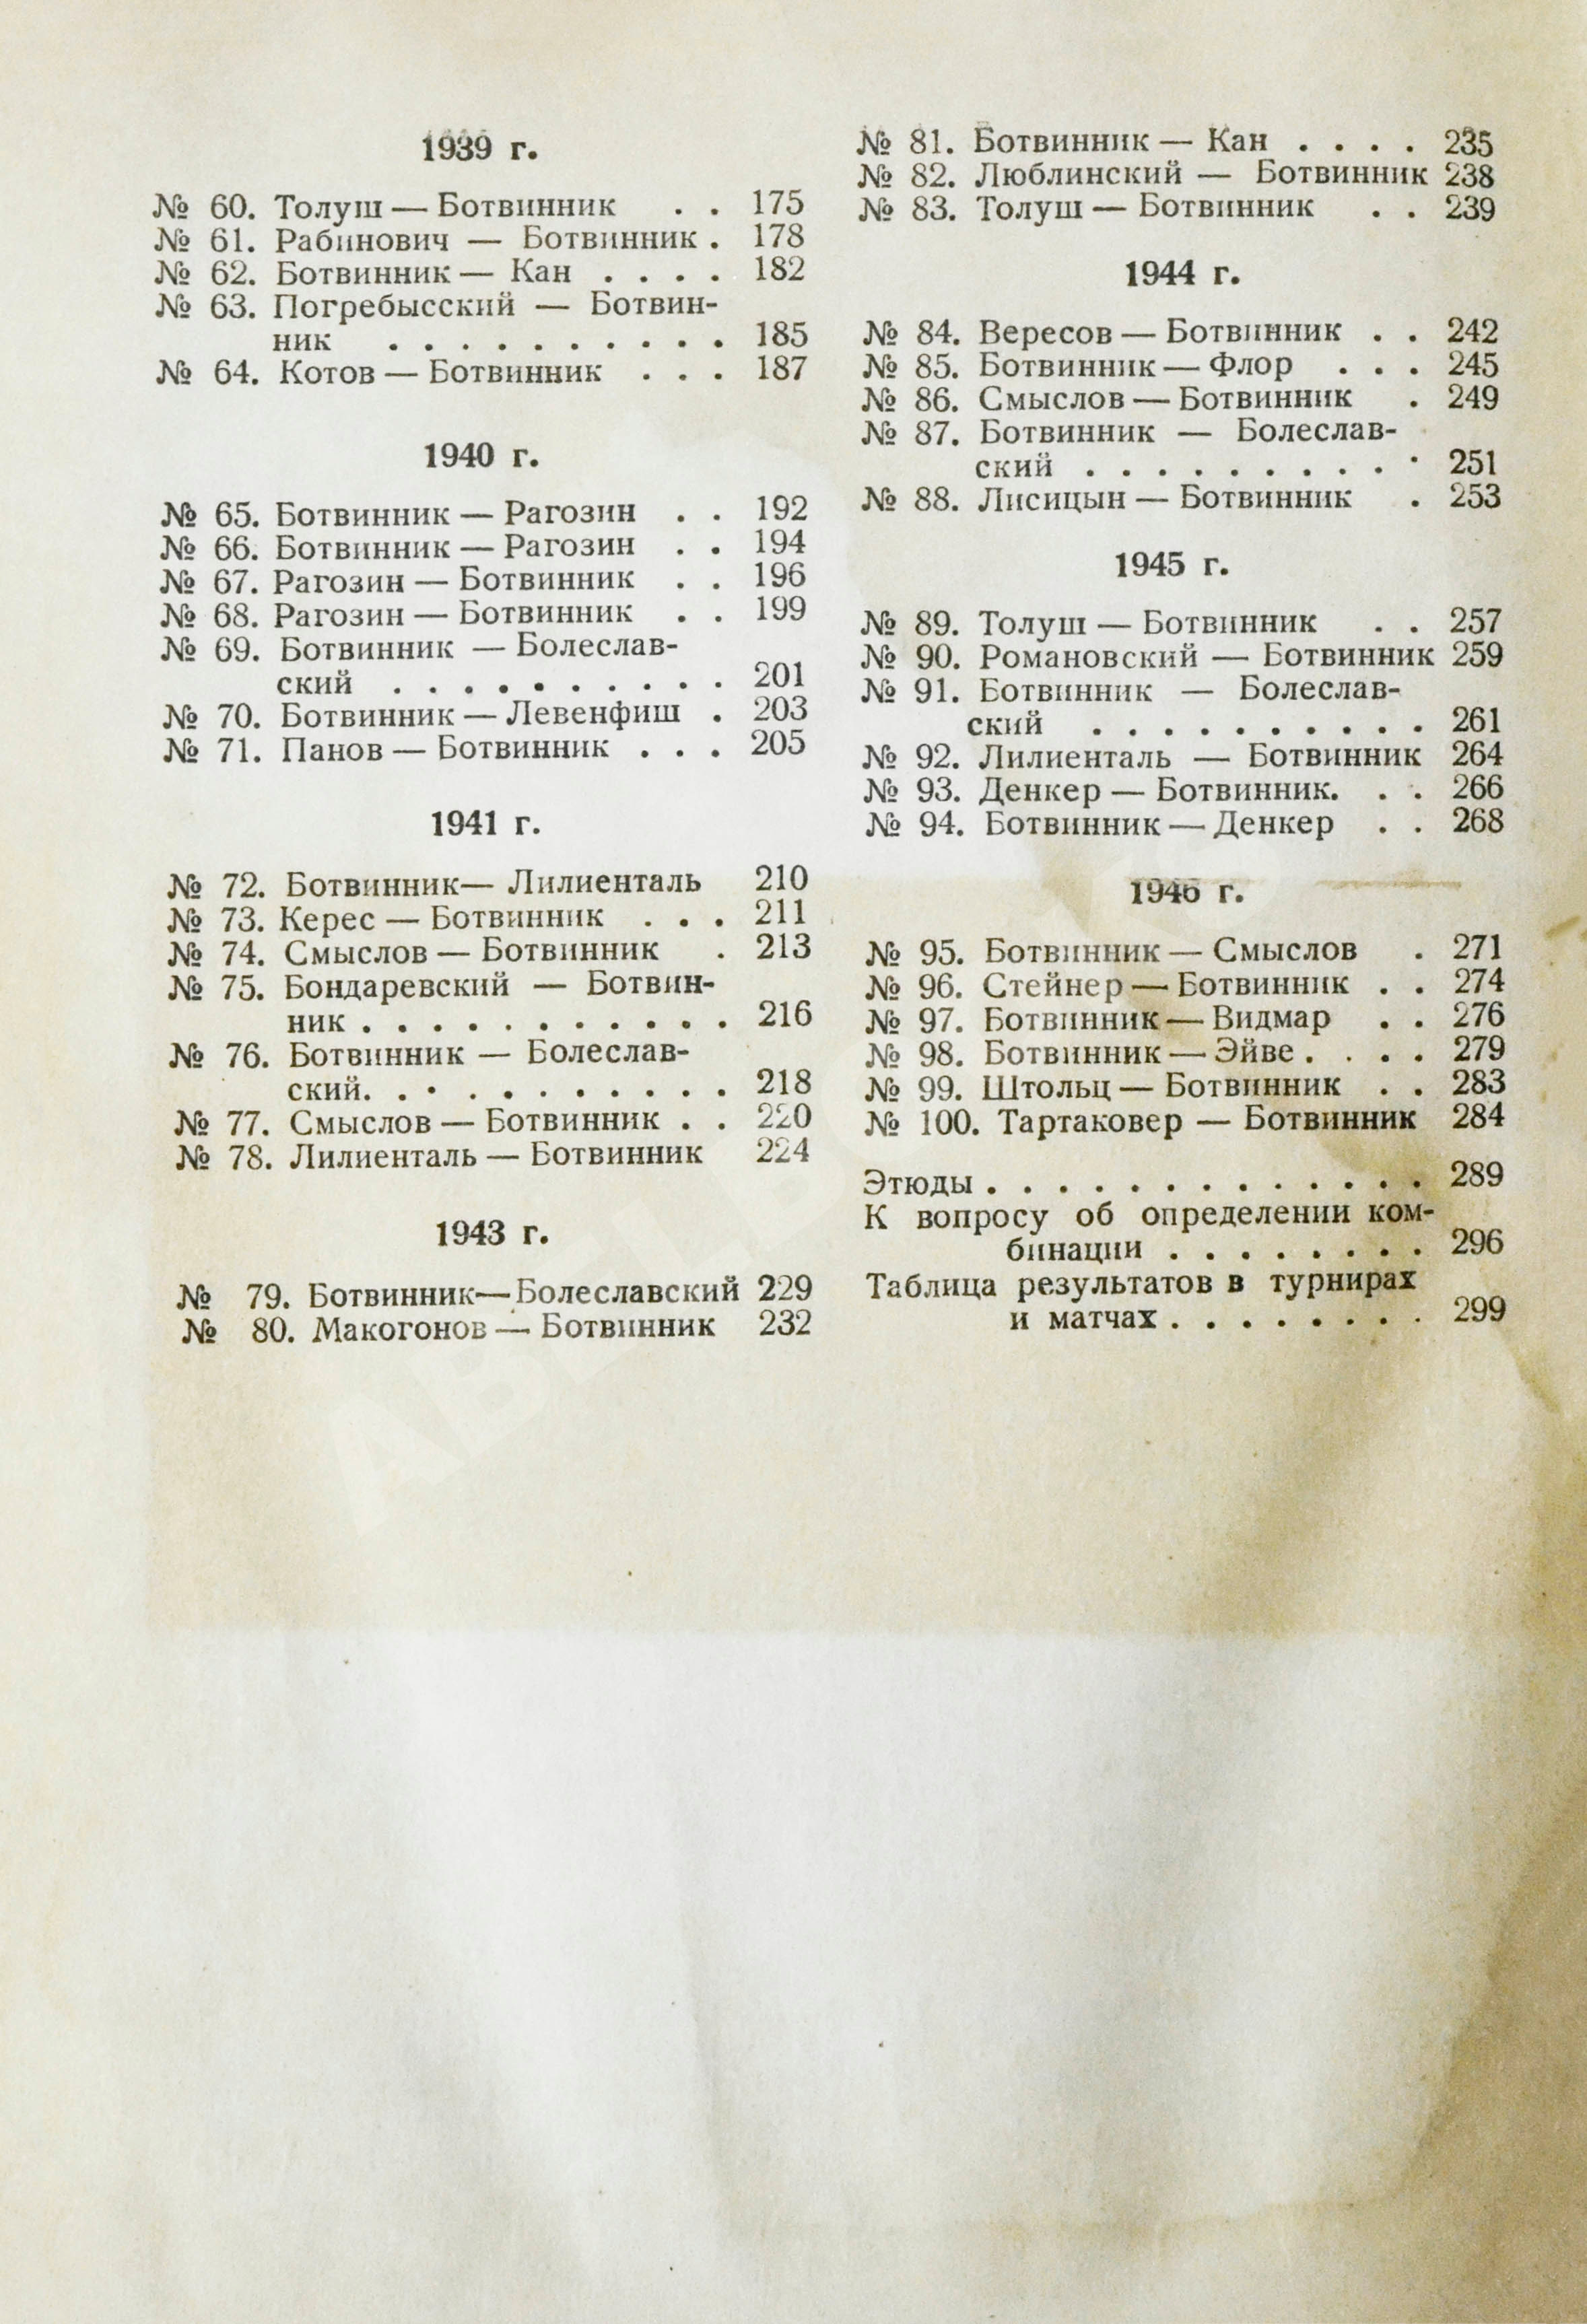 1939 г.
№ 60. Толуш — Ботвинник . . 175
№ 61. Рабинович — Ботвинник . 178
№ 62. Ботвинник — Кан . . . . 182
№ 63. Погребысский — Ботвин-
ник . . . . . . . . . . 185
№ 64. Котов — Ботвинник . . . 187
1940 г.
№ 65. Ботвинник — Рагозин . . 192
№ 66. Ботвинник — Рагозин . . 194
№ 67. Рагозин — Ботвинник . . 196
№ 68. Рагозин — Ботвинник . . 199
№ 69. Ботвинник — Болеслав-
ский . . . . . . . . . . 201
№ 70. Ботвинник — Левенфиш . 203
№ 71. Панов — Ботвинник . . . 205
1941 г.
№ 72. Ботвинник— Лилиенталь 210
№ 73. Керес — Ботвинник . . . 211
№ 74. Смыслов — Ботвинник . 213
№ 75. Бондаревский — Ботвин-
ник . . . . . . . . . . . 216
№ 76. Ботвинник — Болеслав-
ский. . . . . . . . . . . 218
№ 77. Смыслов — Ботвинник . . 220
№ 78. Лилиенталь — Ботвинник 224
1943 г.
№ 79. Ботвинник—Болеславский 229
№ 80. Макогонов — Ботвинник 232
№ 81. Ботвинник — Кан . . . . 235
№ 82. Люблинский — Ботвинник 238
№ 83. Толуш — Ботвинник . . 239
1944 г.
№ 84. Вересов — Ботвинник . . 242
№ 85. Ботвинник — Флор . . . 245
№ 86. Смыслов — Ботвинник . 249
№ 87. Ботвинник — Болеслав-
ский . . . . . . . . . . 251
№ 88. Лисицын — Ботвинник . 253
1945 г.
№ 89. Толуш — Ботвинник . . 257
№ 90. Романовский — Ботвинник 259
№ 91. Ботвинник — Болеслав-
ский . . . . . . . . . . 261
№ 92. Лилиенталь — Ботвинник 264
№ 93. Денкер — Ботвинник. . . 266
№ 94. Ботвинник — Денкер . . 268
1946 г.
№ 95. Ботвинник — Смыслов . 271
№ 96. Стейнер — Ботвинник . . 274
№ 97. Ботвинник — Видмар . . 276
№ 98. Ботвинник — Эйве . . . . 279
№ 99. Штольц — Ботвинник . . 283
№ 100. Тартаковер — Ботвинник 284
Этюды . . . . . . . . . . . . . 289
К вопросу об определении ком-
бинации . . . . . . . . 296
Таблица результатов в турнирах
и матчах . . . . . . . . 299